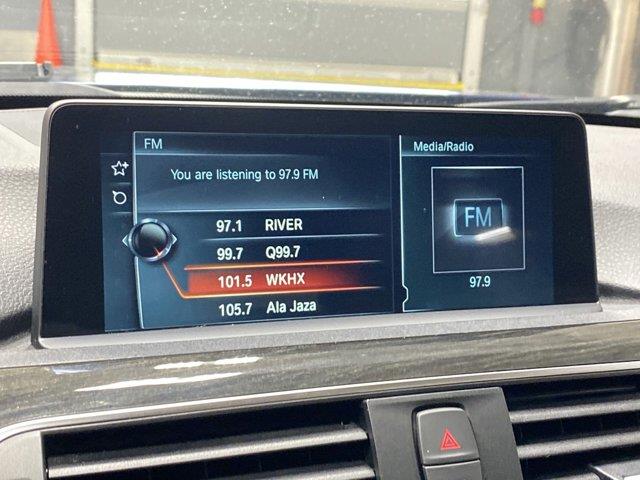 FM
You are listening to 97.9 FM
97.1 RIVER
99.7 Q99.7
101.5 WKHX
105.7 Ala Jaza
Media/Radio
FM
97.9